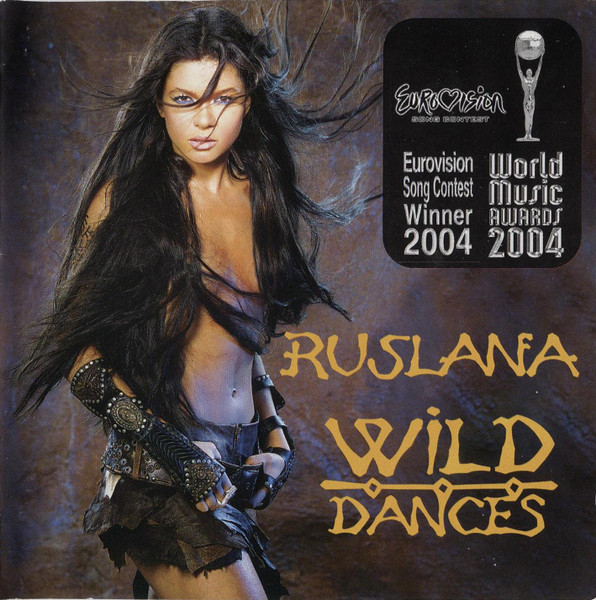 EUROVISION
SONG CONTEST
Eurovision
Song Contest
Winner
2004
World
Music
AWARDS
2004
RUSLANA
WiLD
DANCES